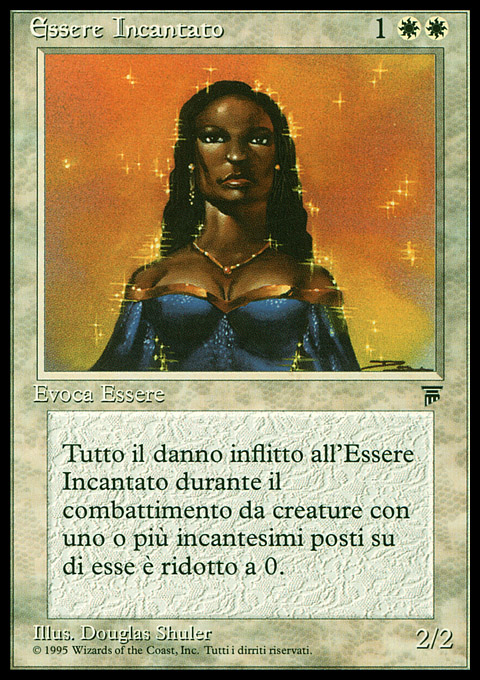 Essere Incantato 1
Evoca Essere
Tutto il danno inflitto all'Essere
Incantato durante il
combattimento da creature con
uno o più incantesimi posti su
di esse è ridotto a 0.
Illus. Douglas Shuler
2/2
© 1995 Wizards of the Coast, Inc. Tutti i dirriti riservati.